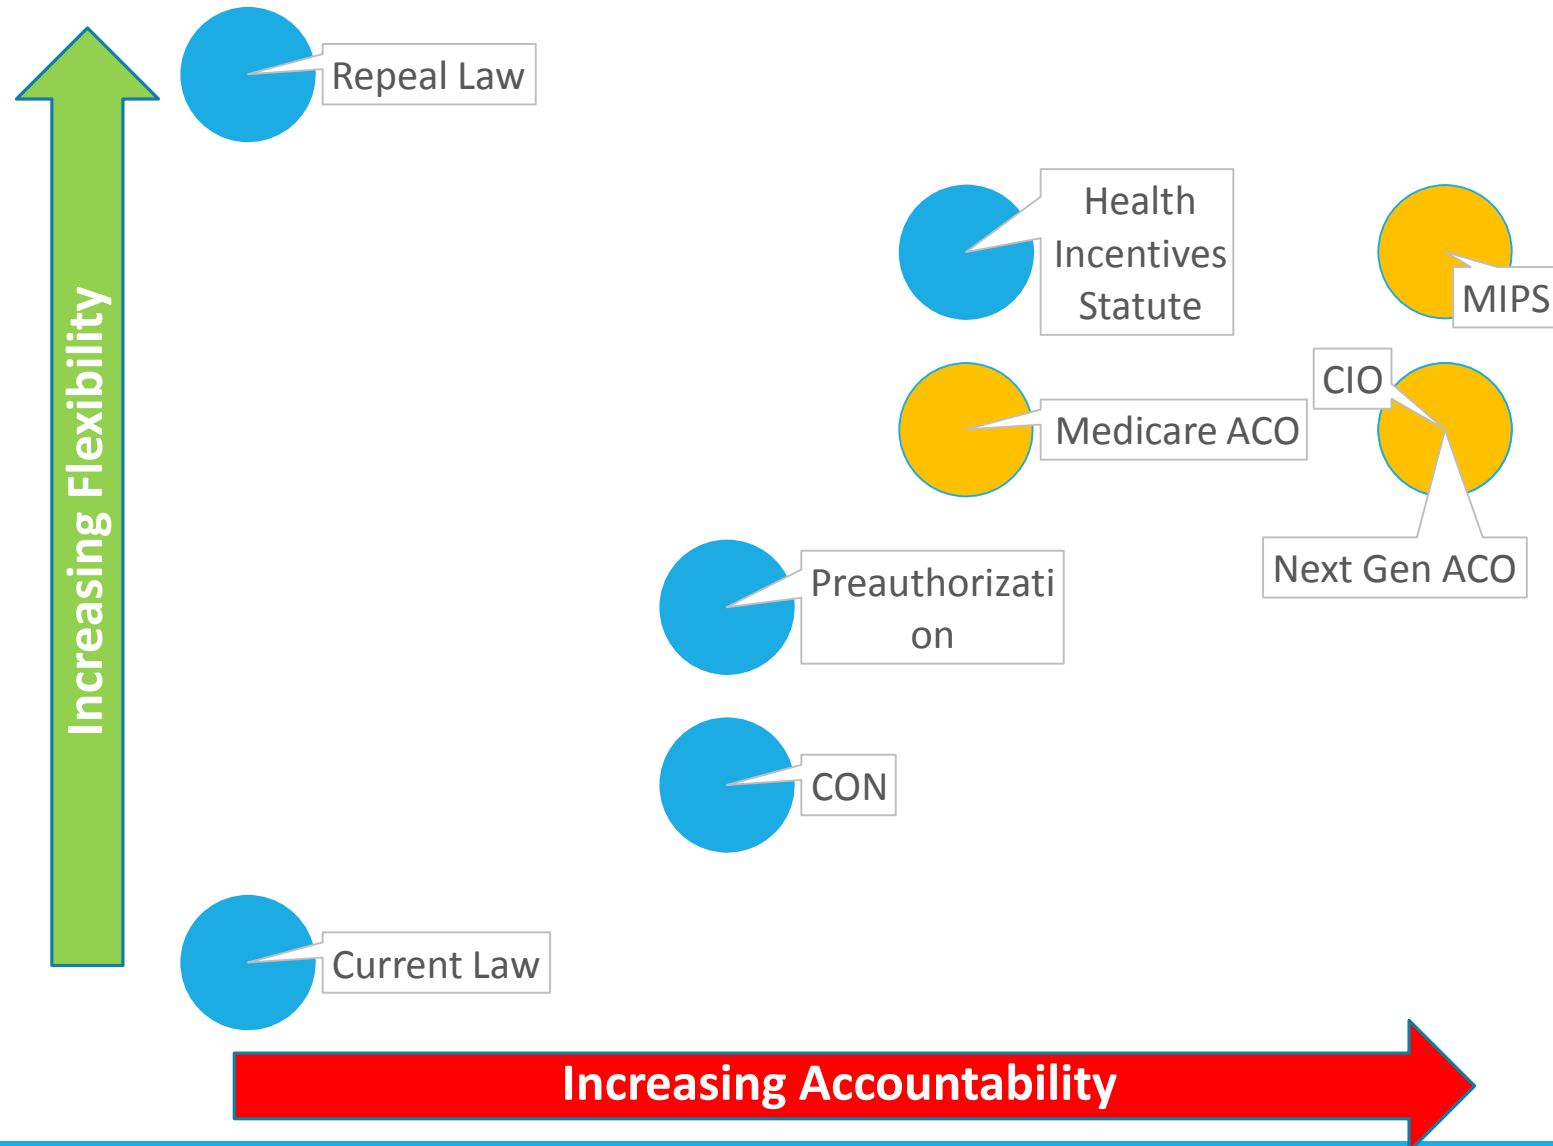 Repeal Law
Health
Incentives
Statute
MIPS
CIO
Medicare ACO
Next Gen ACO
Preauthorizati
on
CON
Current Law
Increasing Flexibility
Increasing Accountability